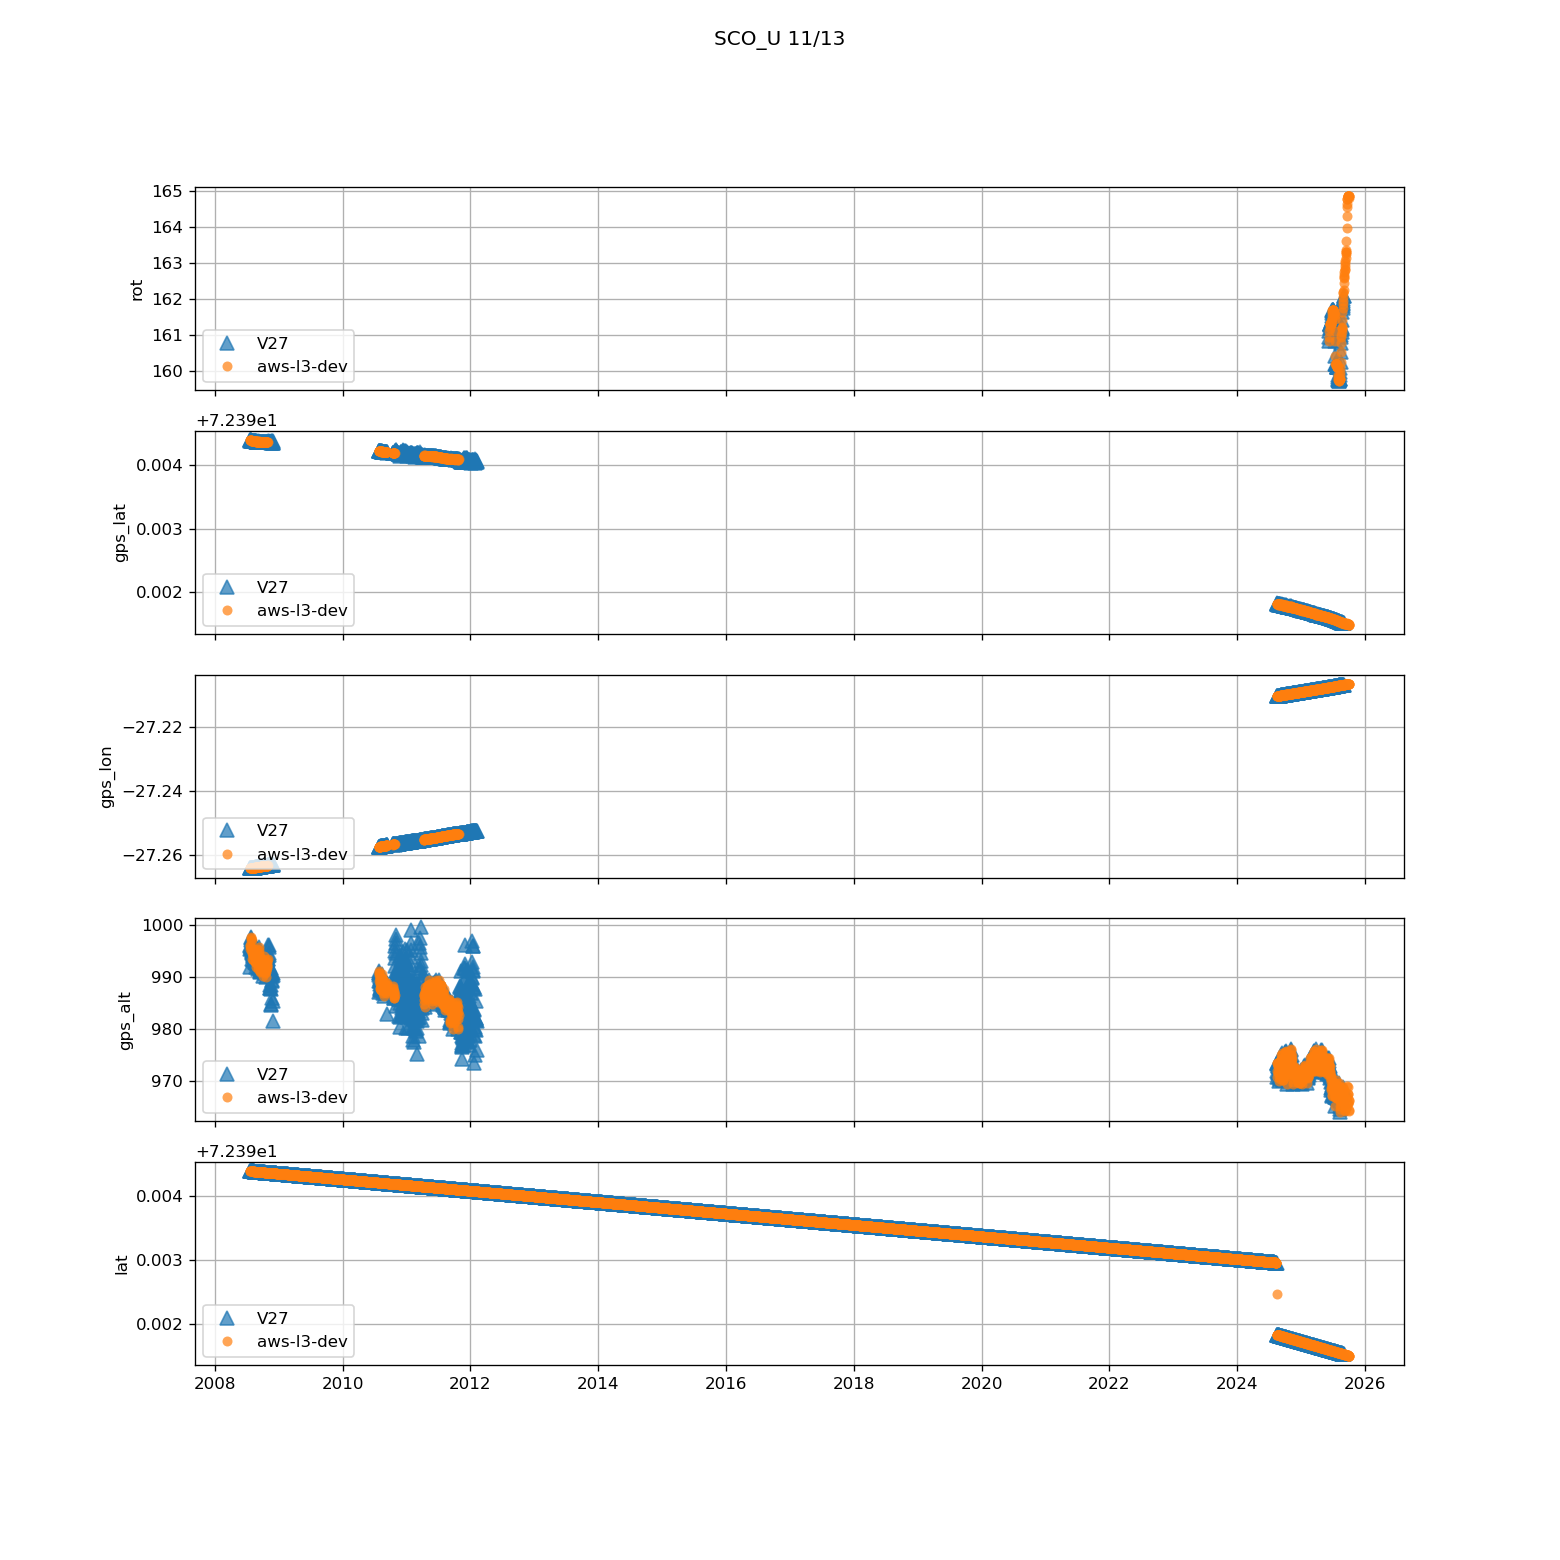 SCO_U 11/13
165
164
163
162
161
160
rot
V27
aws-l3-dev
+7.239e1
0.004
0.003
0.002
gps_lat
V27
aws-l3-dev
−27.22
−27.24
−27.26
gps_lon
V27
aws-l3-dev
1000
990
980
970
gps_alt
V27
aws-l3-dev
+7.239e1
0.004
0.003
0.002
lat
V27
aws-l3-dev
2008 2010 2012 2014 2016 2018 2020 2022 2024 2026